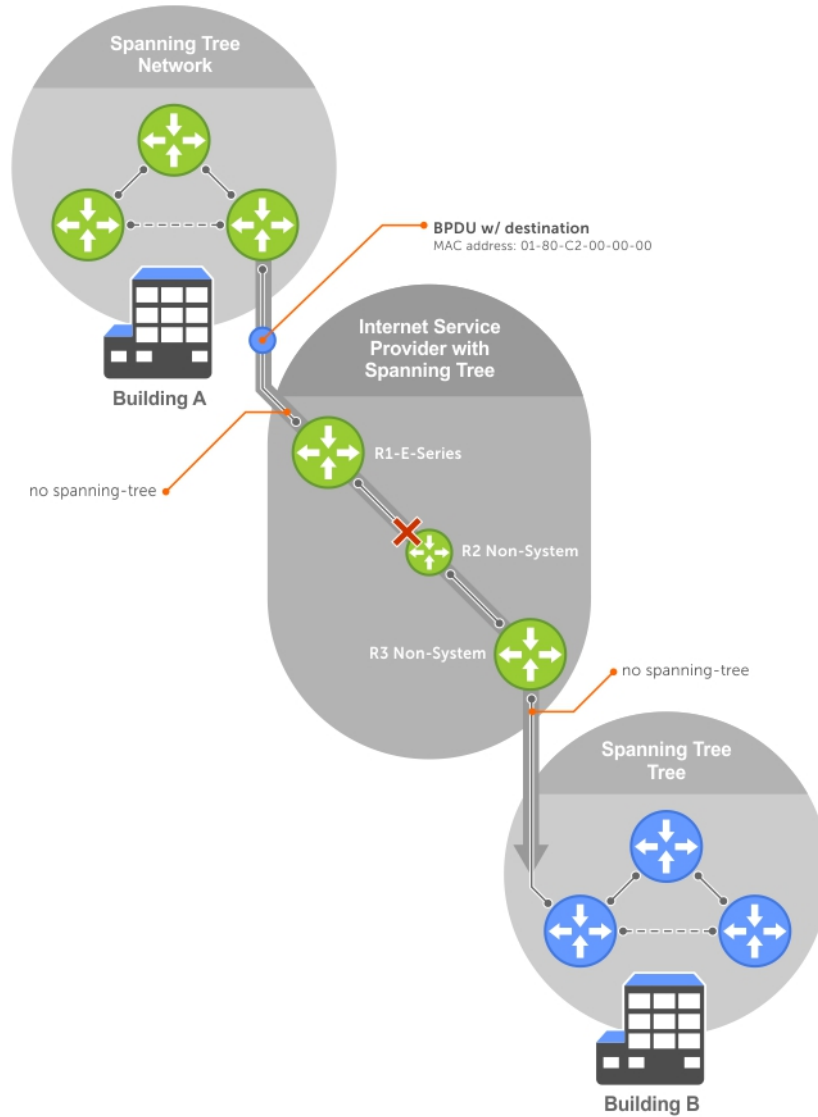 Spanning Tree
Network
BPDU w/ destination
MAC address: 01-80-C2-00-00-00
Internet Service
Provider with
Spanning Tree
Building A
R1-E-Series
no spanning-tree
R2 Non-System
R3 Non-System
no spanning-tree
Spanning Tree
Tree
Building B